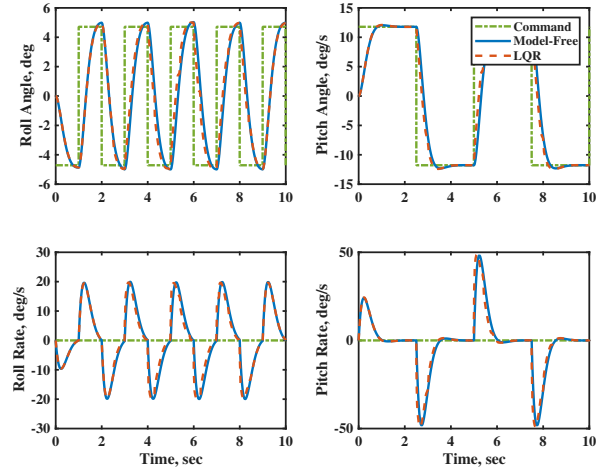 Roll Angle, deg
6
4
2
0
-2
-4
-6
0 2 4 6 8 10
Pitch Angle, deg/s
15
10
5
0
-5
-10
-15
0 2 4 6 8 10
Command
Model-Free
LQR
Roll Rate, deg/s
30
20
10
0
-10
-20
-30
0 2 4 6 8 10
Time, sec
Pitch Rate, deg/s
50
0
-50
0 2 4 6 8 10
Time, sec